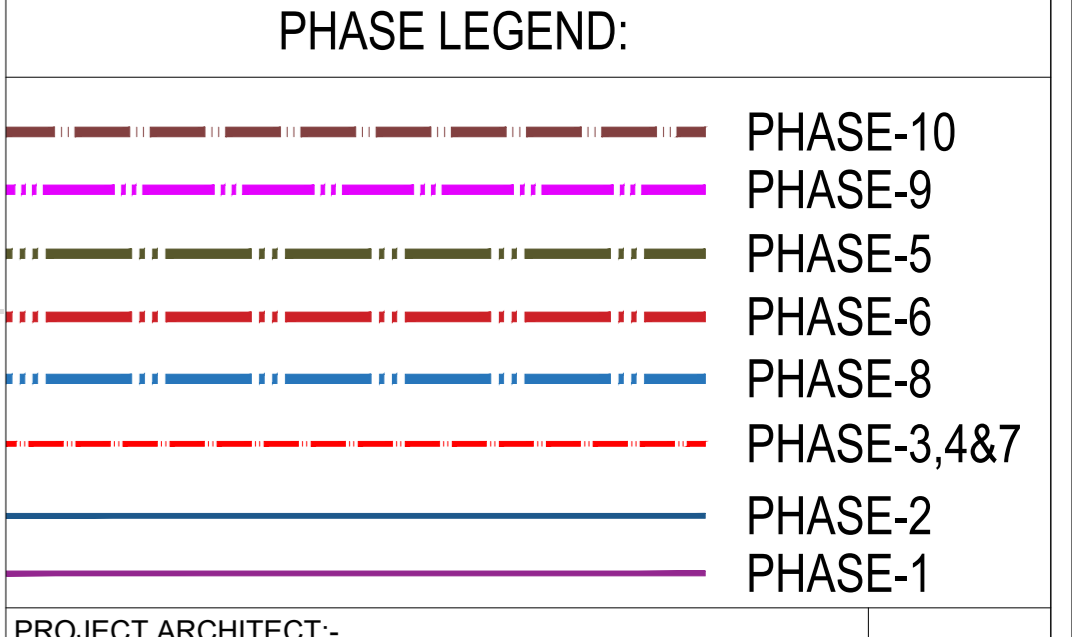 PHASE LEGEND:
PHASE-10
PHASE-9
PHASE-5
PHASE-6
PHASE-8
PHASE-3,4&7
PHASE-2
PHASE-1
PROJECT ARCHITECT:-